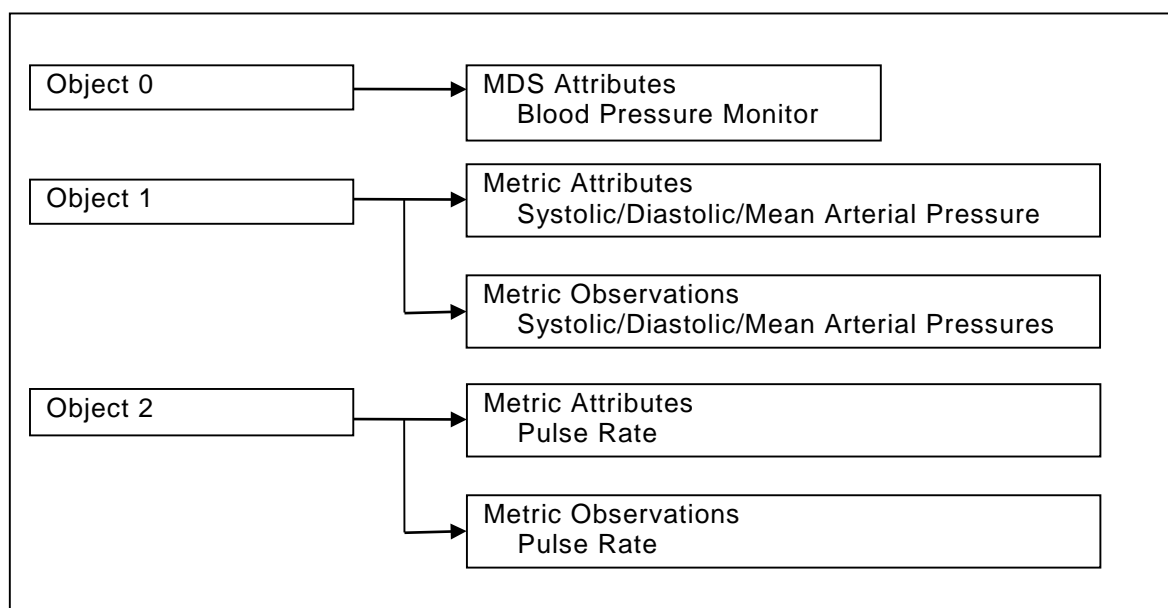 Object 0
MDS Attributes
Blood Pressure Monitor
Object 1
Metric Attributes
Systolic/Diastolic/Mean Arterial Pressure
Metric Observations
Systolic/Diastolic/Mean Arterial Pressures
Object 2
Metric Attributes
Pulse Rate
Metric Observations
Pulse Rate